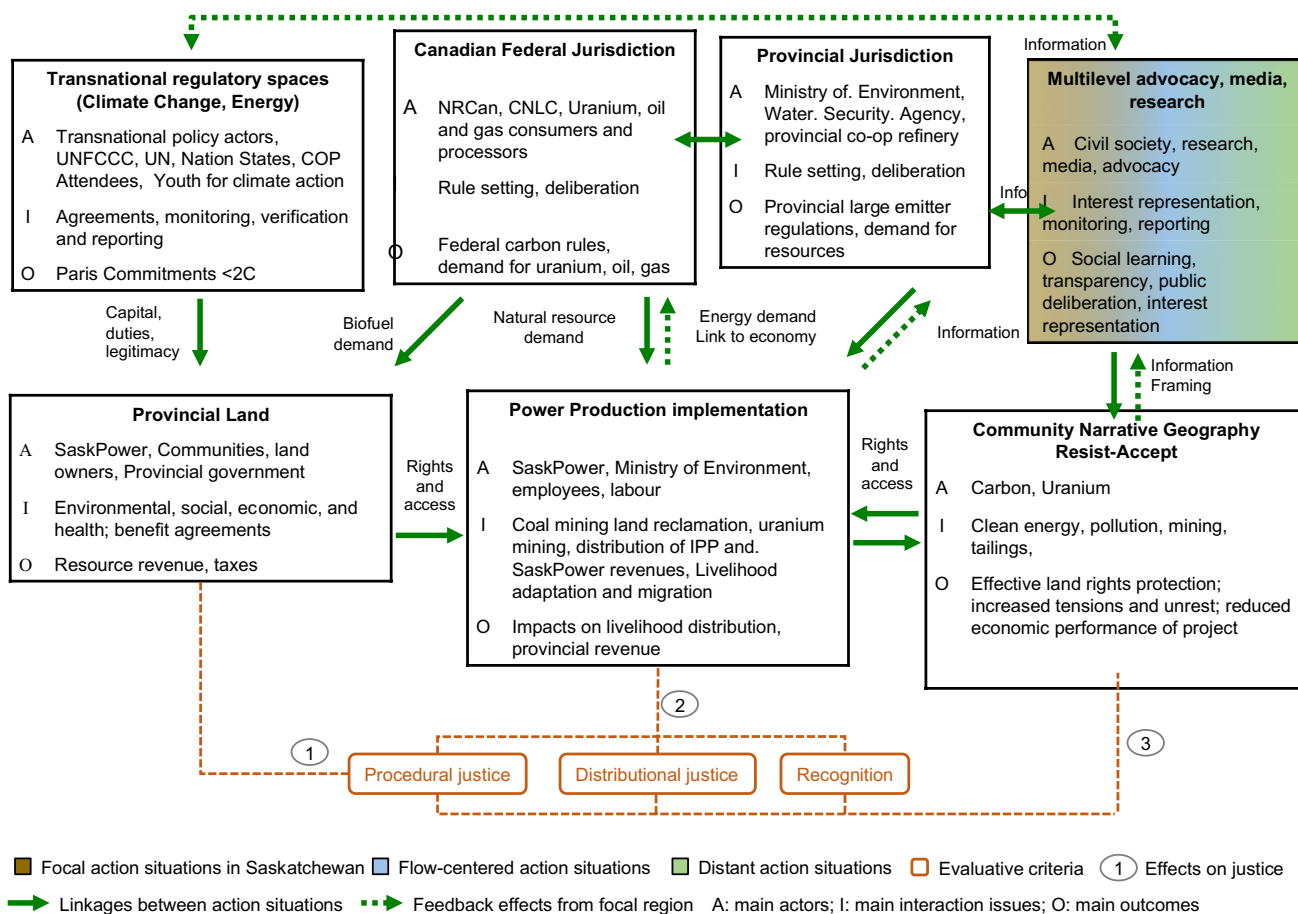 Information
Transnational regulatory spaces
(Climate Change, Energy)
A Transnational policy actors,
UNFCCC, UN, Nation States, COP
Attendees, Youth for climate action
I Agreements, monitoring, verification
and reporting
O Paris Commitments <2C
Canadian Federal Jurisdiction
A NRCan, CNLC, Uranium, oil
and gas consumers and
processors
I Rule setting, deliberation
O Federal carbon rules,
demand for uranium, oil, gas
Provincial Jurisdiction
A Ministry of. Environment,
Water. Security. Agency,
provincial co-op refinery
I Rule setting, deliberation
O Provincial large emitter
regulations, demand for
resources
Info
Multilevel advocacy, media,
research
A Civil society, research,
media, advocacy
I Interest representation,
monitoring, reporting
O Social learning,
transparency, public
deliberation, interest
representation
Capital,
duties,
legitimacy
Biofuel
demand
Natural resource
demand
Energy demand
Link to economy
Information
Information
Framing
Provincial Land
A SaskPower, Communities, land
owners, Provincial government
I Environmental, social, economic, and
health; benefit agreements
O Resource revenue, taxes
Rights
and
access
Power Production implementation
A SaskPower, Ministry of Environment,
employees, labour
I Coal mining land reclamation, uranium
mining, distribution of IPP and.
SaskPower revenues, Livelihood
adaptation and migration
O Impacts on livelihood distribution,
provincial revenue
Rights
and
access
Community Narrative Geography
Resist-Accept
A Carbon, Uranium
I Clean energy, pollution, mining,
tailings,
O Effective land rights protection;
increased tensions and unrest; reduced
economic performance of project
1
2
3
Procedural justice
Distributional justice
Recognition
Focal action situations in Saskatchewan Flow-centered action situations Distant action situations Evaluative criteria 1 Effects on justice
Linkages between action situations Feedback effects from focal region A: main actors; I: main interaction issues; O: main outcomes